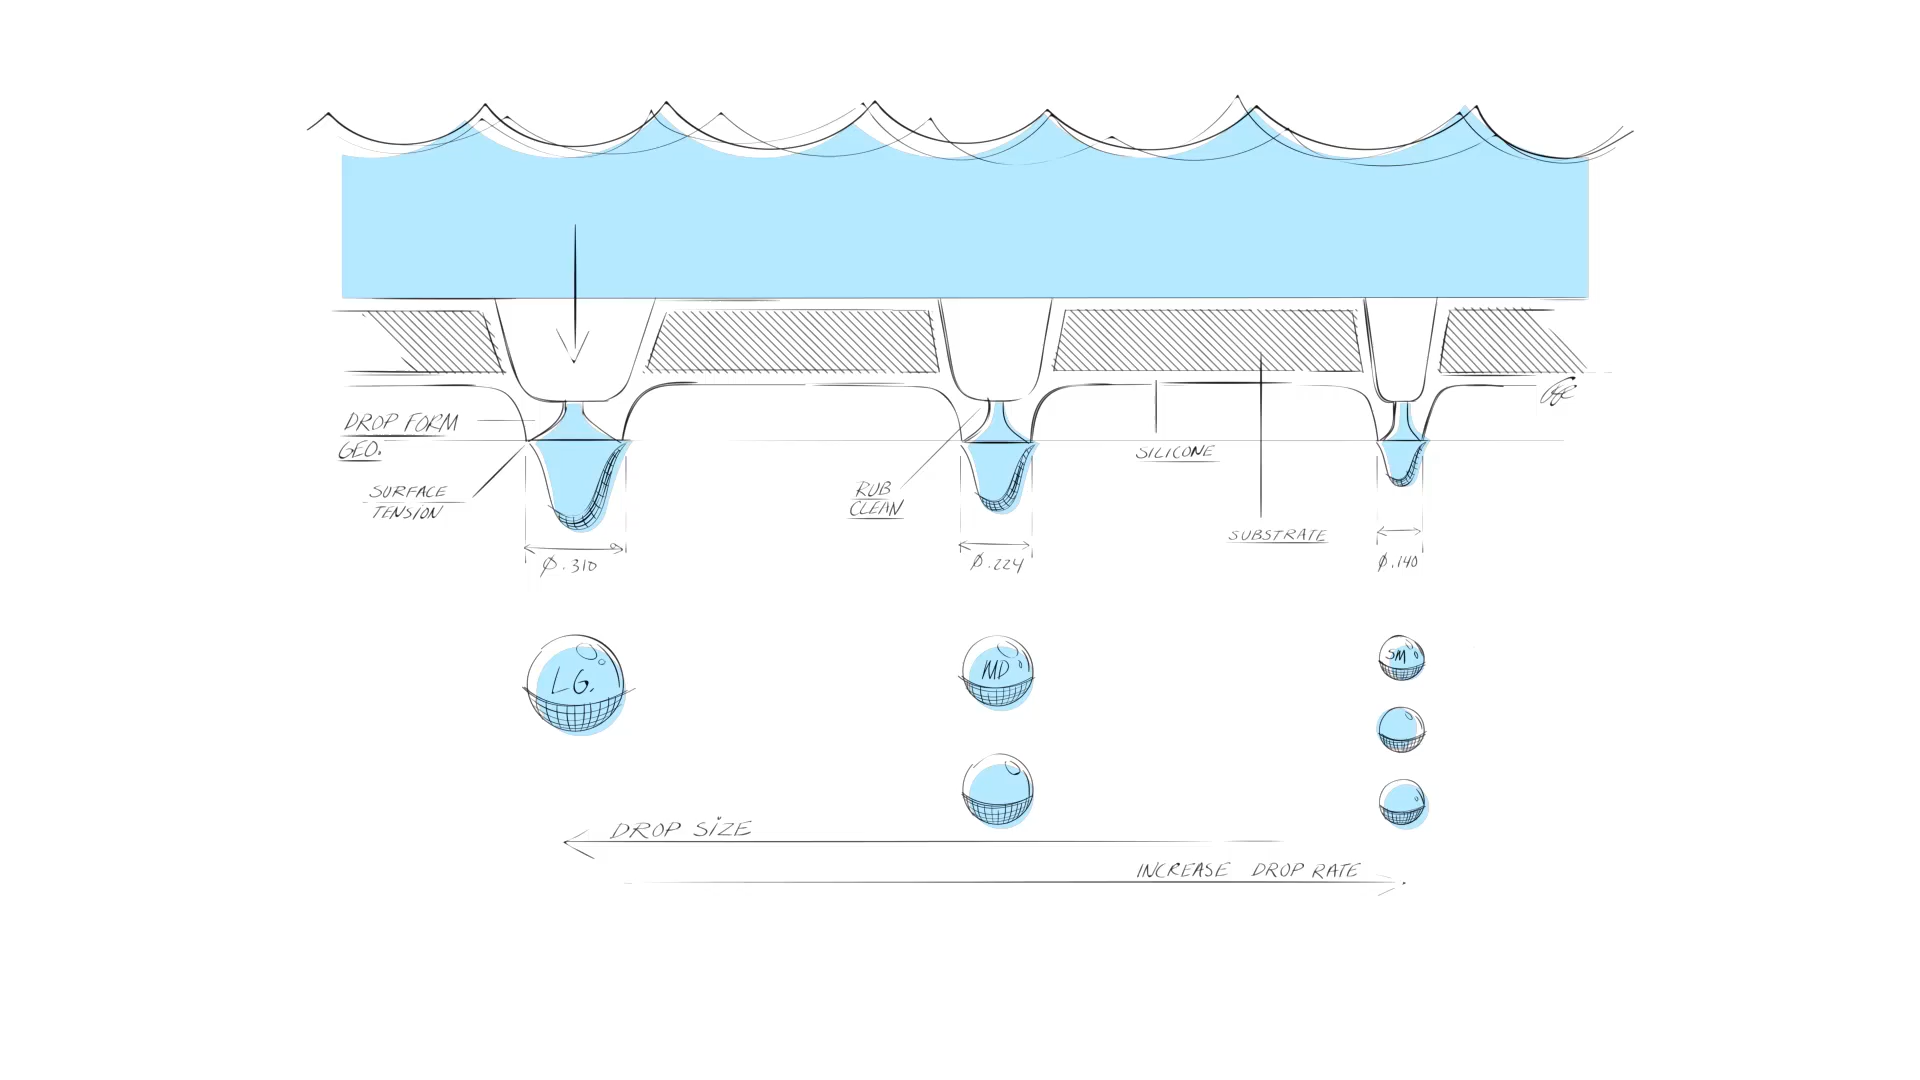 DROP FORM
GEO.
SURFACE
TENSION
RUB
CLEAN
SILICONE
SUBSTRATE
Ø.310
Ø.224
Ø.140
LG.
MD
SM
DROP SIZE
INCREASE DROP RATE